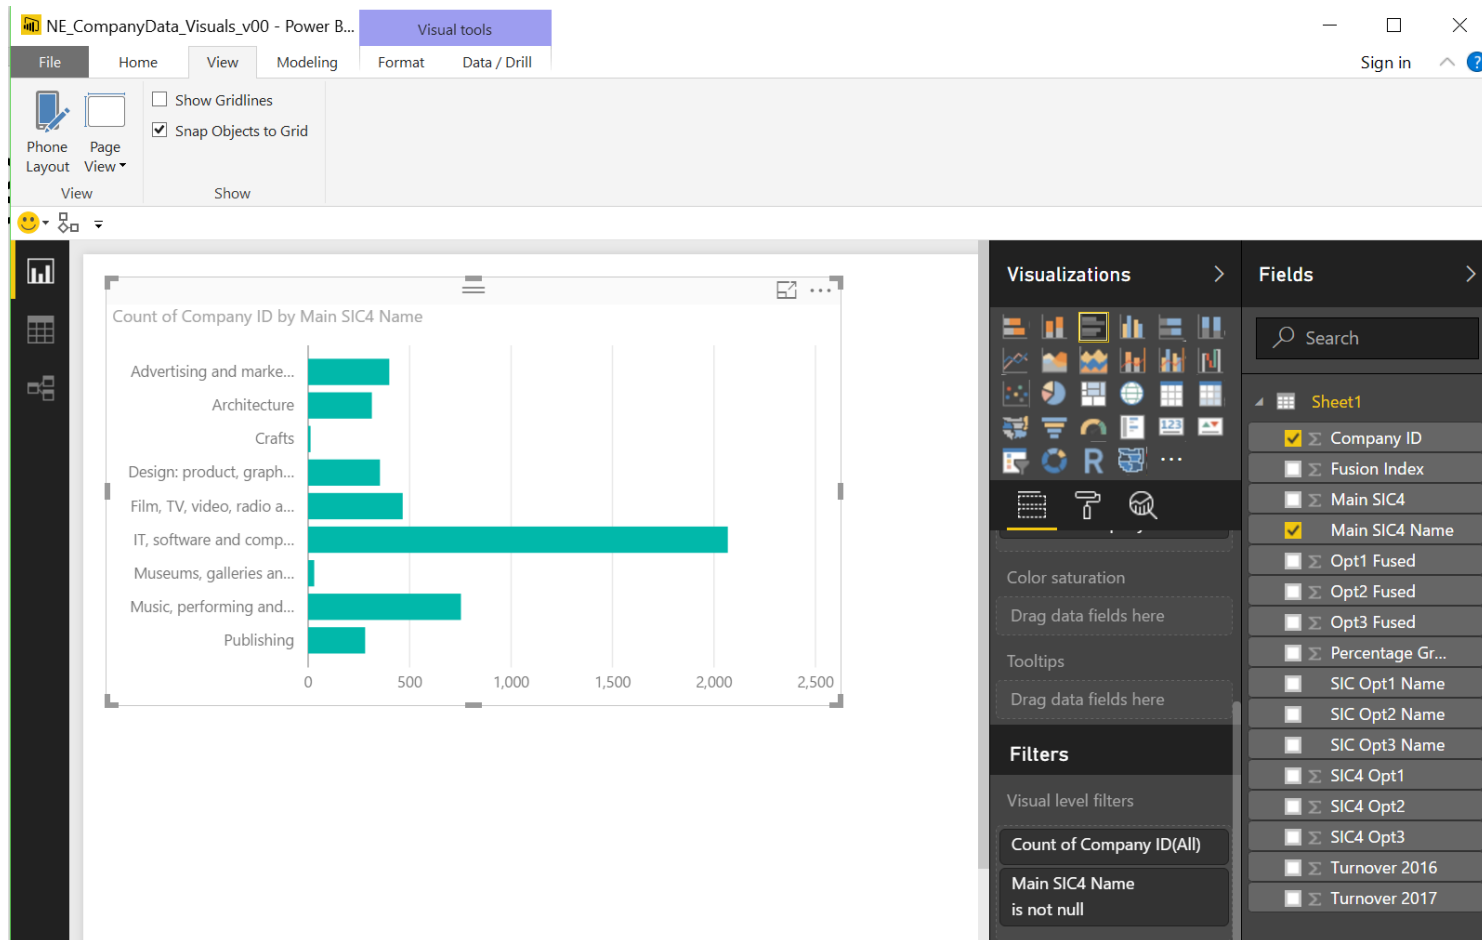 NE_CompanyData_Visuals_v00 - Power B...
Visual tools
File
Home
View
Modeling
Format
Data / Drill
Sign in
?
Show Gridlines
Snap Objects to Grid
Phone
Layout
Page
View
View
Show
Visualizations
Fields
Search
Count of Company ID by Main SIC4 Name
Advertising and marke...
Architecture
Crafts
Design: product, graph...
Film, TV, video, radio a...
IT, software and comp...
Museums, galleries an...
Music, performing and...
Publishing
0
500
1,000
1,500
2,000
2,500
123
R
Color saturation
Drag data fields here
Tooltips
Drag data fields here
Filters
Visual level filters
Count of Company ID(All)
Main SIC4 Name
is not null
Sheet1
Company ID
Fusion Index
Main SIC4
Main SIC4 Name
Opt1 Fused
Opt2 Fused
Opt3 Fused
Percentage Gr...
SIC Opt1 Name
SIC Opt2 Name
SIC Opt3 Name
SIC4 Opt1
SIC4 Opt2
SIC4 Opt3
Turnover 2016
Turnover 2017